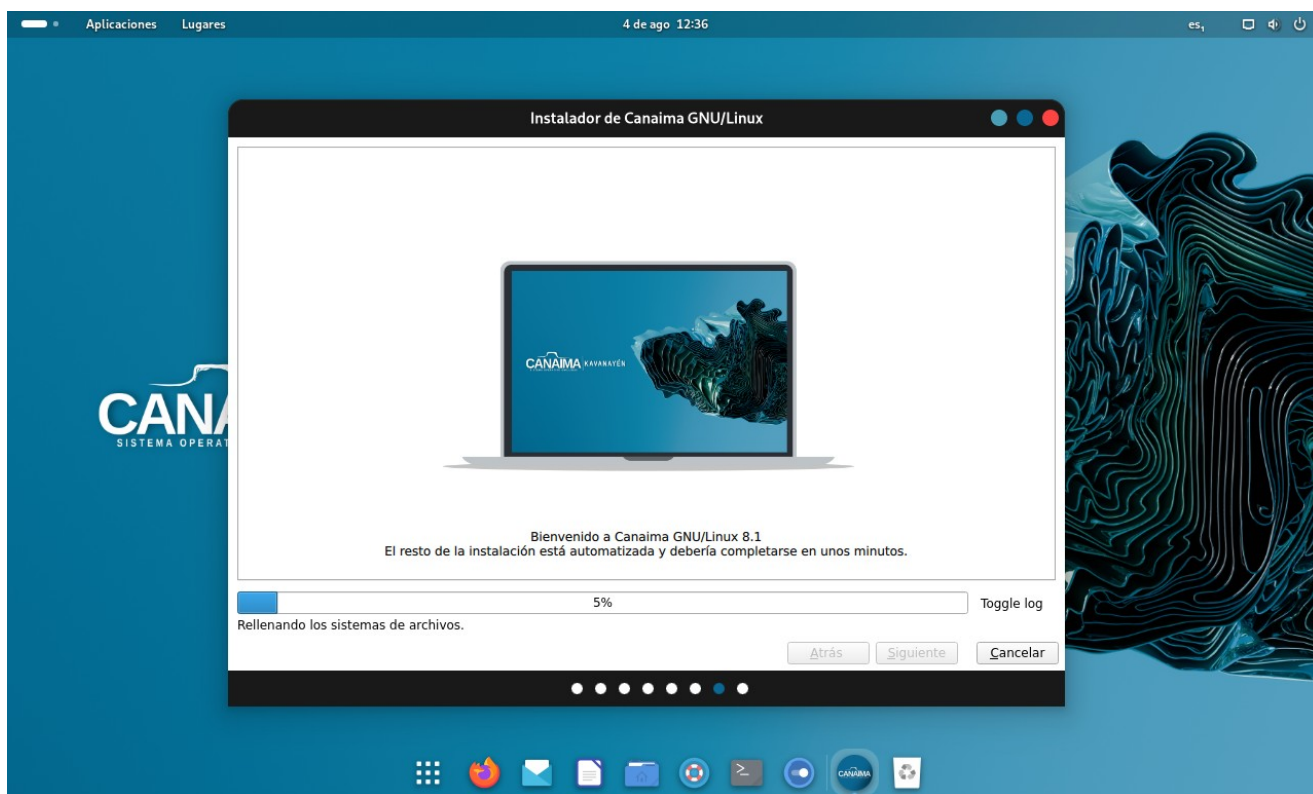 Aplicaciones Lugares 4 de ago 12:36 es₁
Instalador de Canaima GNU/Linux
CANAIMA KAVANAYÉN
CANA
SISTEMA OPERAT
Bienvenido a Canaima GNU/Linux 8.1
El resto de la instalación está automatizada y debería completarse en unos minutos.
5% Toggle log
Rellenando los sistemas de archivos.
Atrás Siguiente Cancelar
CANAIMA